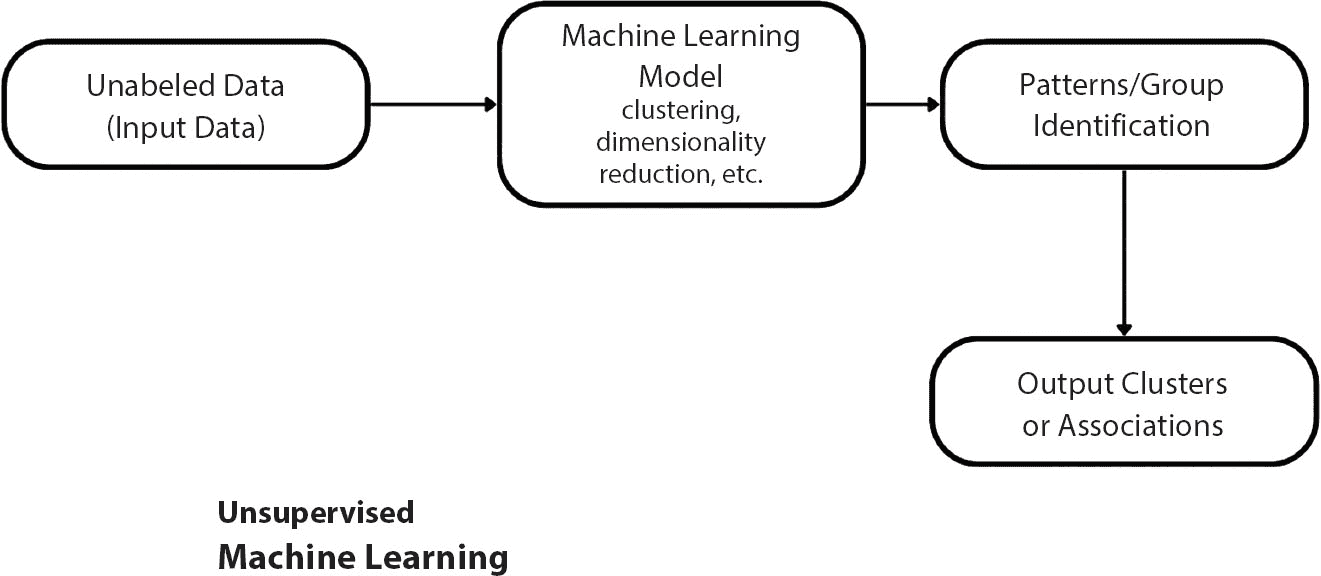 Unabeled Data
(Input Data)
Machine Learning
Model
clustering,
dimensionality
reduction, etc.
Patterns/Group
Identification
Output Clusters
or Associations
Unsupervised
Machine Learning